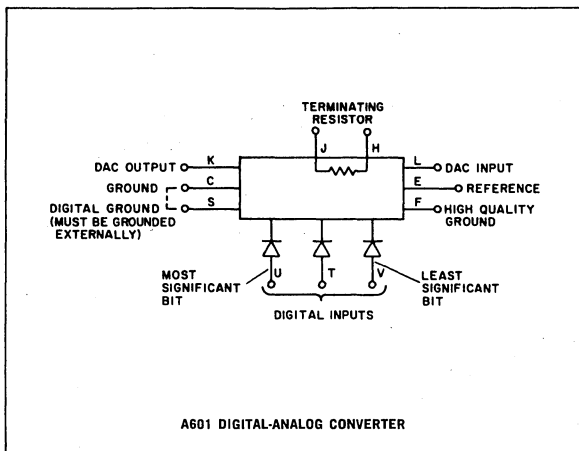 TERMINATING
RESISTOR
J H
DAC OUTPUT K L DAC INPUT
GROUND C E REFERENCE
DIGITAL GROUND S F HIGH QUALITY
(MUST BE GROUNDED GROUND
EXTERNALLY)
MOST LEAST
SIGNIFICANT U T V SIGNIFICANT
BIT BIT
DIGITAL INPUTS
A601 DIGITAL-ANALOG CONVERTER